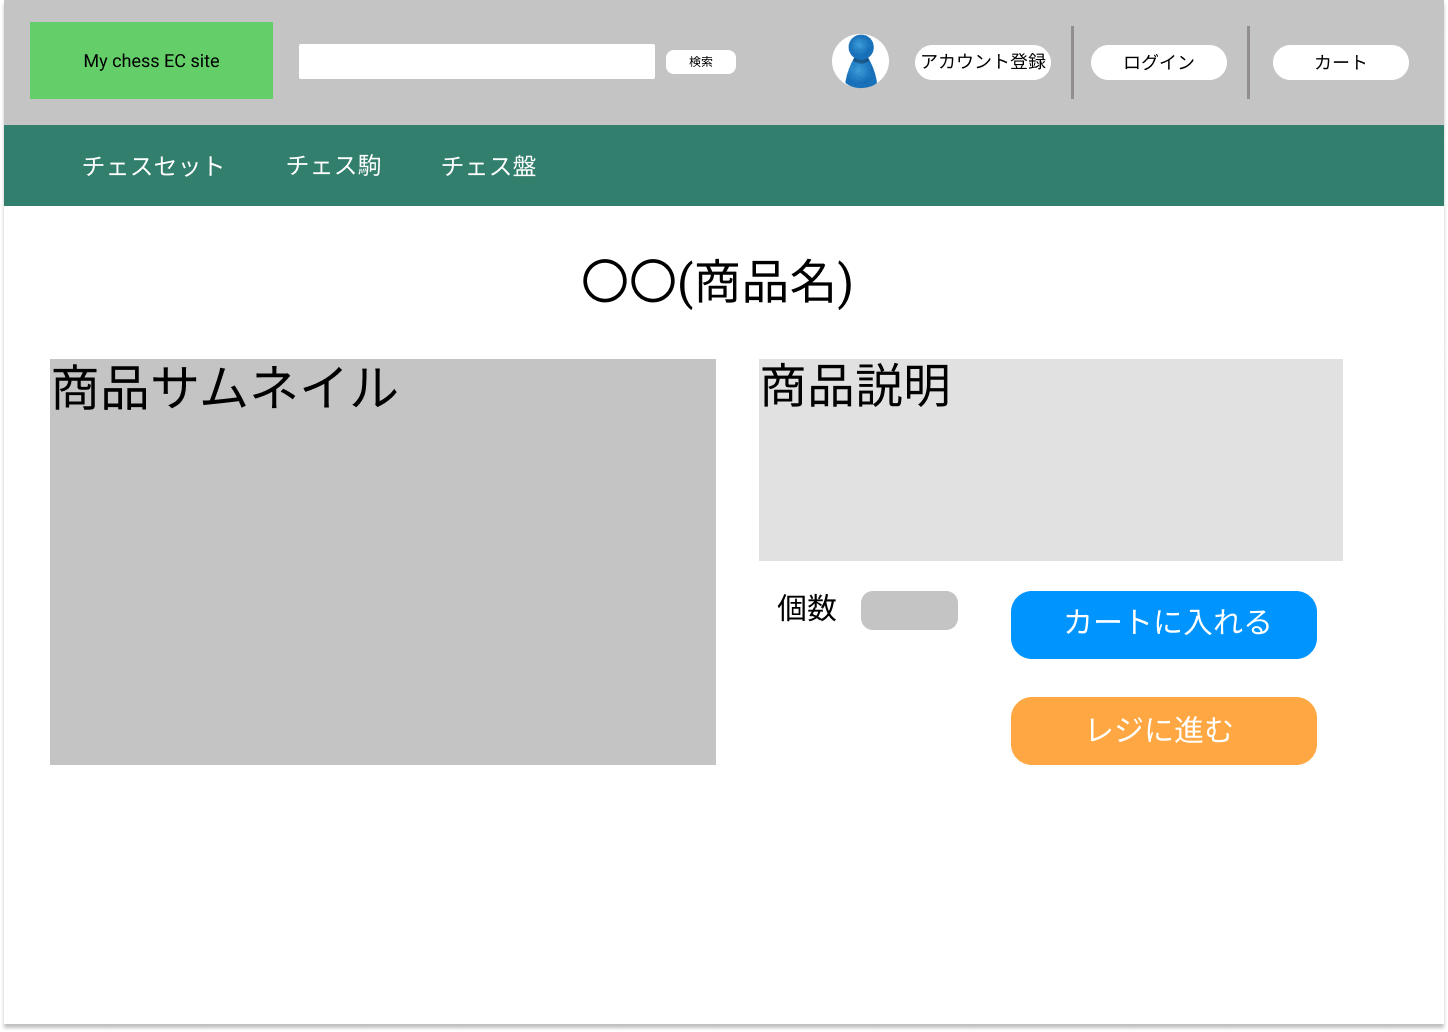 My chess EC site
検索
アカウント登録
ログイン
カート
チェスセット
チェス駒
チェス盤
〇〇(商品名)
商品サムネイル
商品説明
個数
カートに入れる
レジに進む